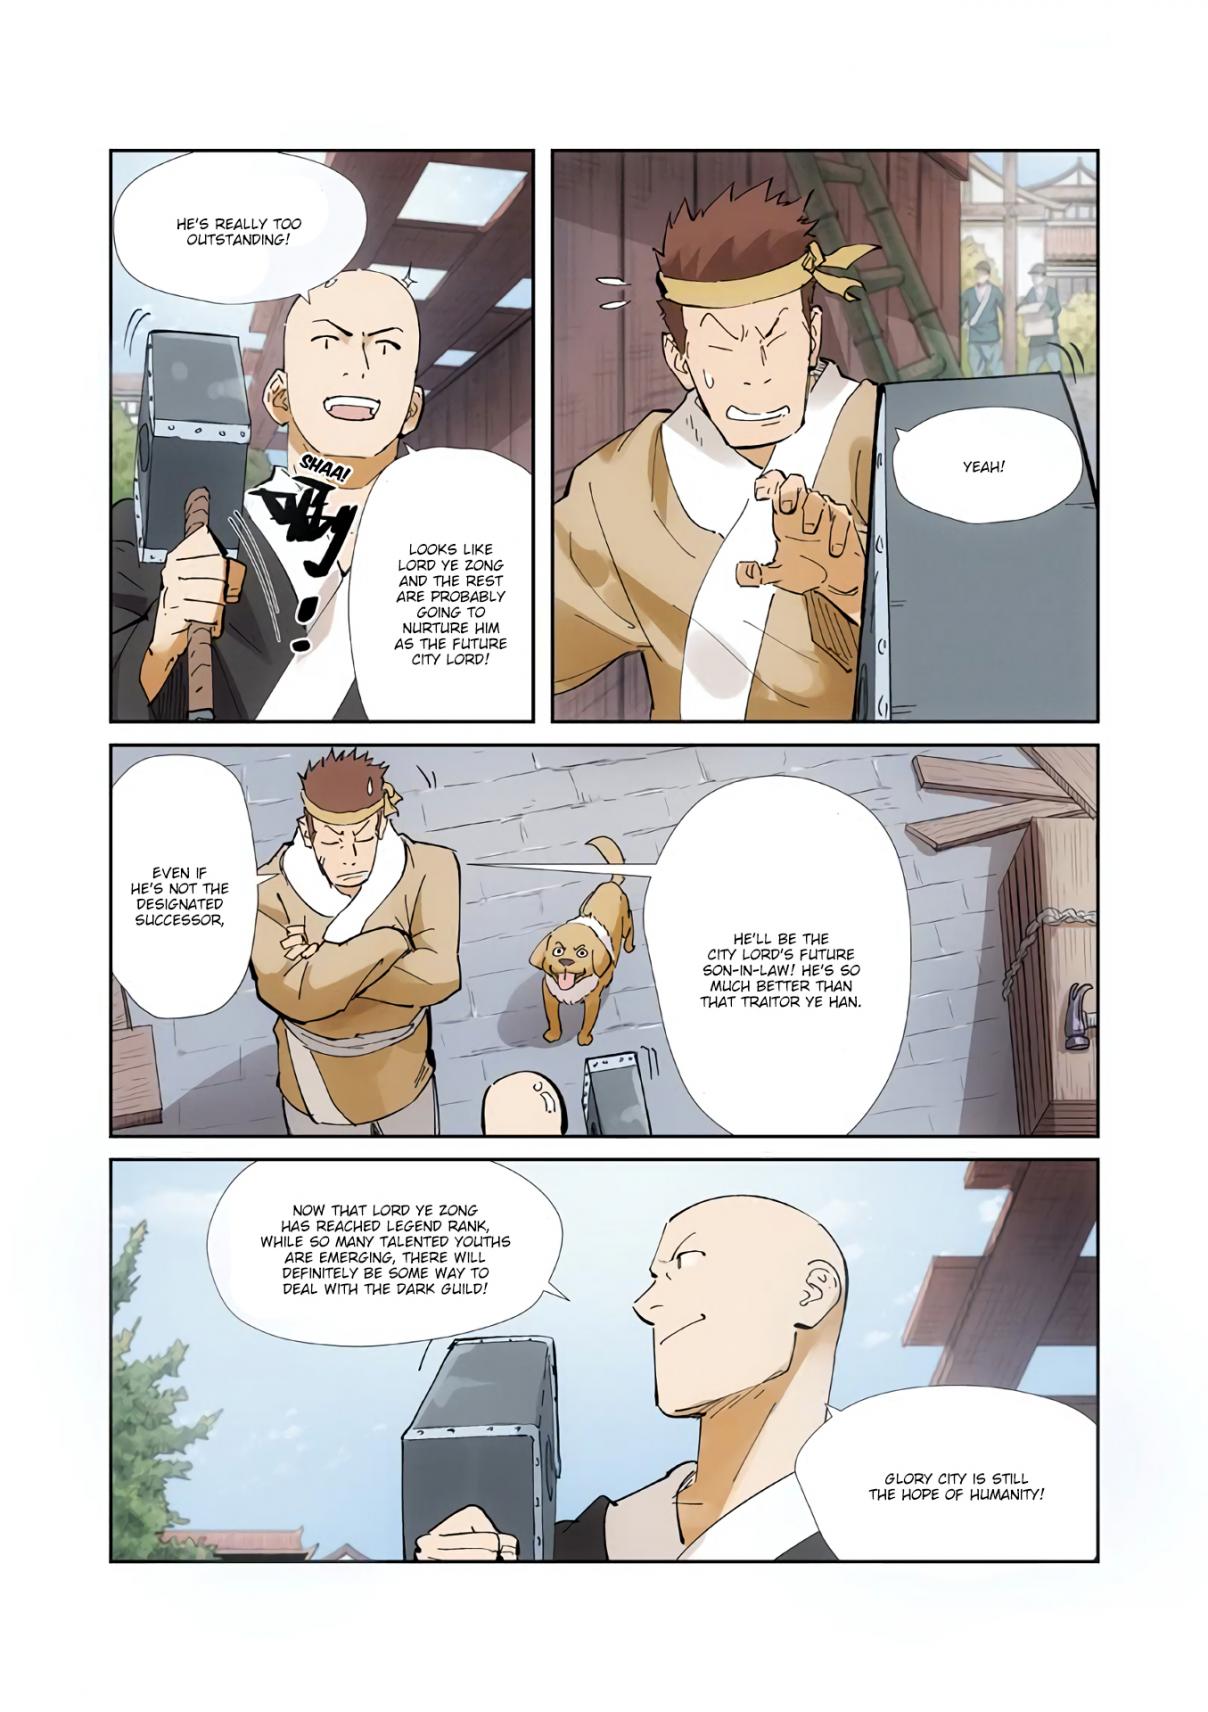 HE'S REALLY TOO
OUTSTANDING!
SHAA!
LOOKS LIKE
LORD YE ZONG
AND THE REST
ARE PROBABLY
GOING TO
NURTURE HIM
AS THE FUTURE
CITY LORD!
YEAH!
EVEN IF
HE'S NOT THE
DESIGNATED
SUCCESSOR,
HE'LL BE THE
CITY LORD'S FUTURE
SON-IN-LAW! HE'S SO
MUCH BETTER THAN
THAT TRAITOR YE HAN.
NOW THAT LORD YE ZONG
HAS REACHED LEGEND RANK,
WHILE SO MANY TALENTED YOUTHS
ARE EMERGING, THERE WILL
DEFINITELY BE SOME WAY TO
DEAL WITH THE DARK GUILD!
GLORY CITY IS STILL
THE HOPE OF HUMANITY!